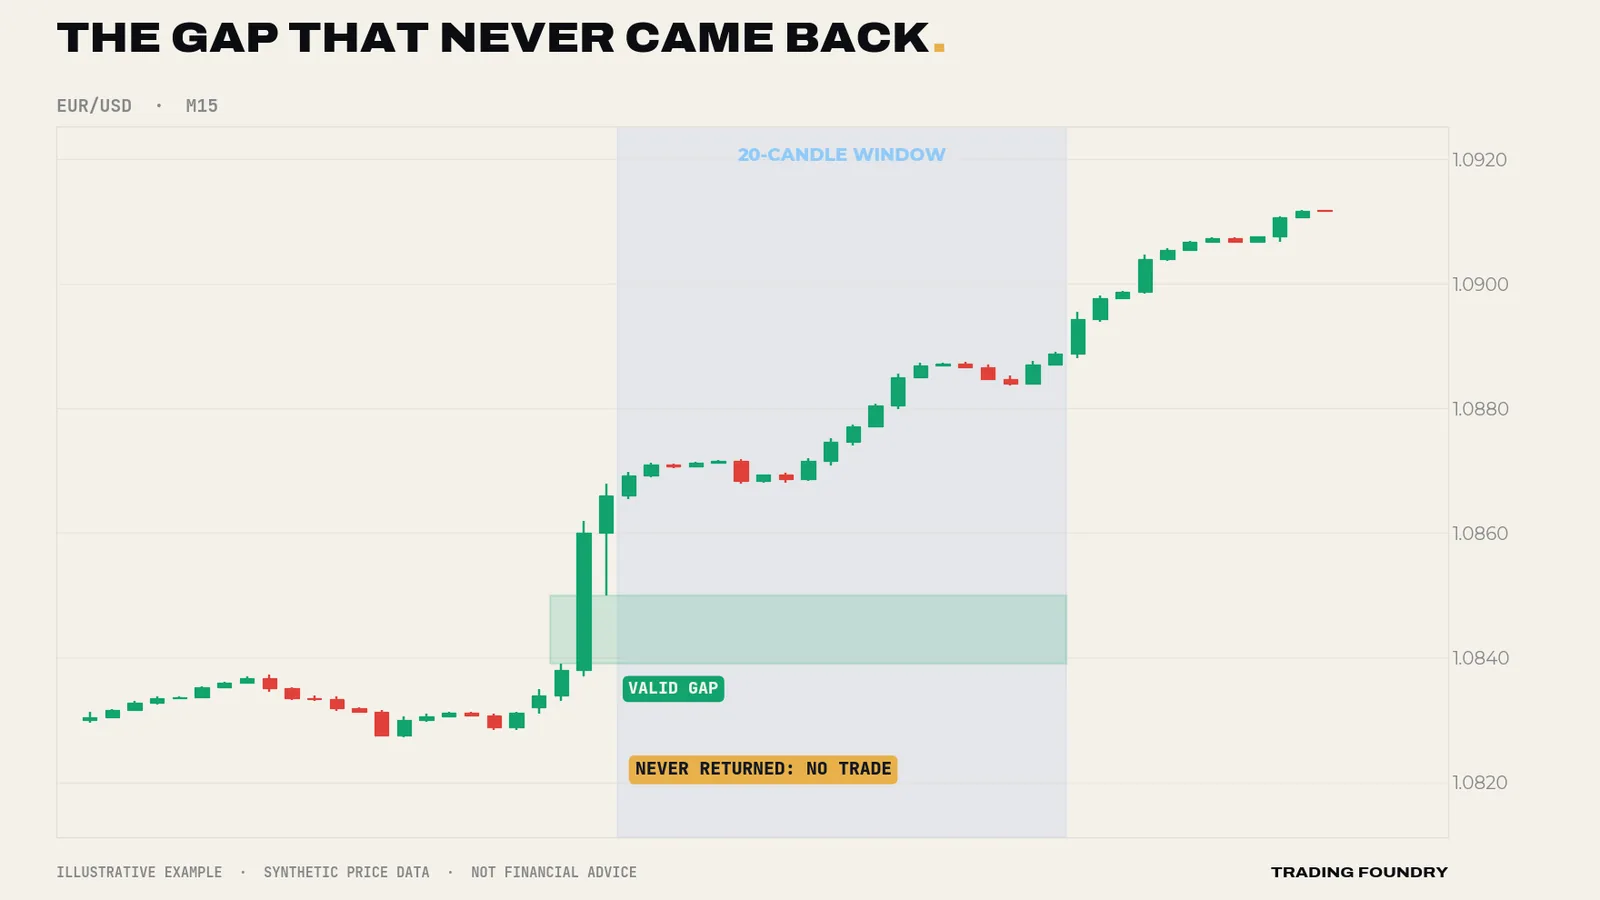 THE GAP THAT NEVER CAME BACK.
EUR/USD · M15
20-CANDLE WINDOW
1.0920
1.0900
1.0880
1.0860
1.0840
VALID GAP
NEVER RETURNED: NO TRADE
1.0820
ILLUSTRATIVE EXAMPLE · SYNTHETIC PRICE DATA · NOT FINANCIAL ADVICE
TRADING FOUNDRY